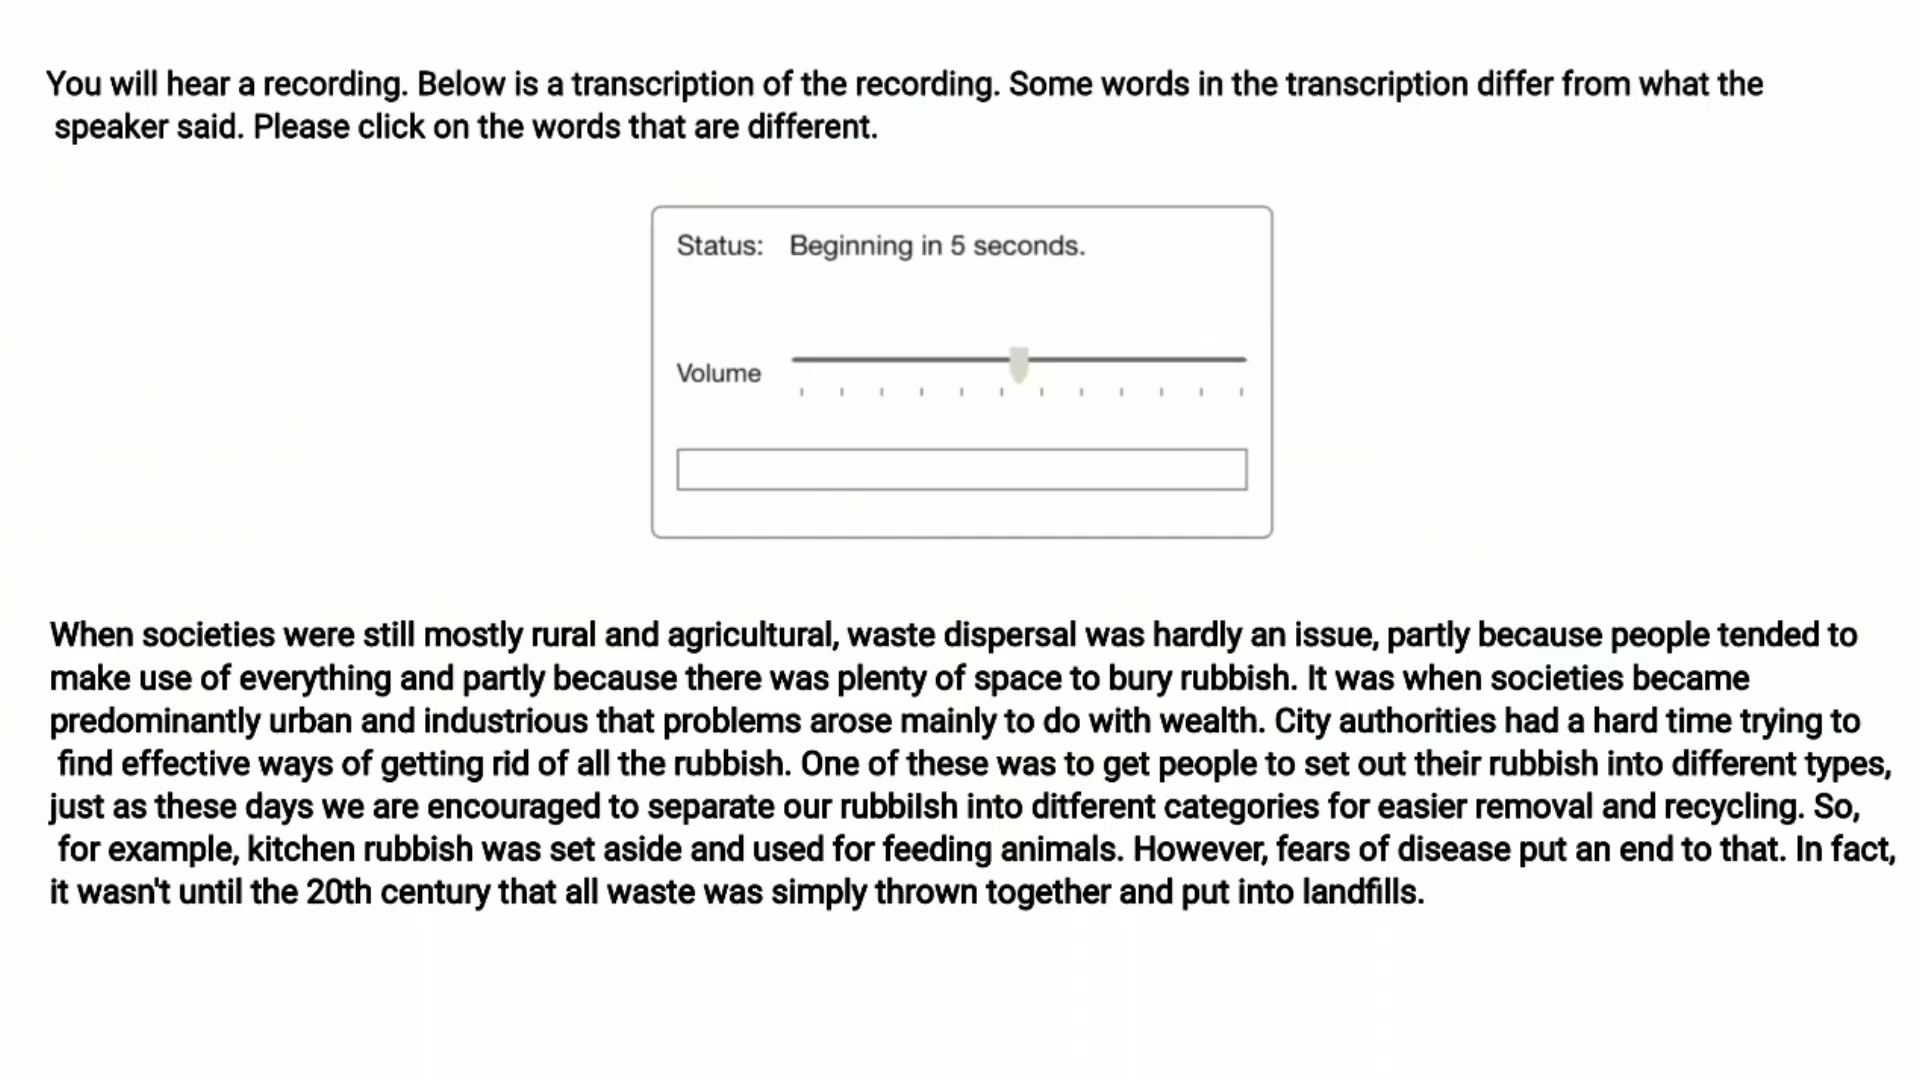 You will hear a recording. Below is a transcription of the recording. Some words in the transcription differ from what the
speaker said. Please click on the words that are different.
Status: Beginning in 5 seconds.
Volume
When societies were still mostly rural and agricultural, waste dispersal was hardly an issue, partly because people tended to
make use of everything and partly because there was plenty of space to bury rubbish. It was when societies became
predominantly urban and industrious that problems arose mainly to do with wealth. City authorities had a hard time trying to
find effective ways of getting rid of all the rubbish. One of these was to get people to set out their rubbish into different types,
just as these days we are encouraged to separate our rubbilsh into ditferent categories for easier removal and recycling. So,
for example, kitchen rubbish was set aside and used for feeding animals. However, fears of disease put an end to that. In fact,
it wasn't until the 20th century that all waste was simply thrown together and put into landfills.